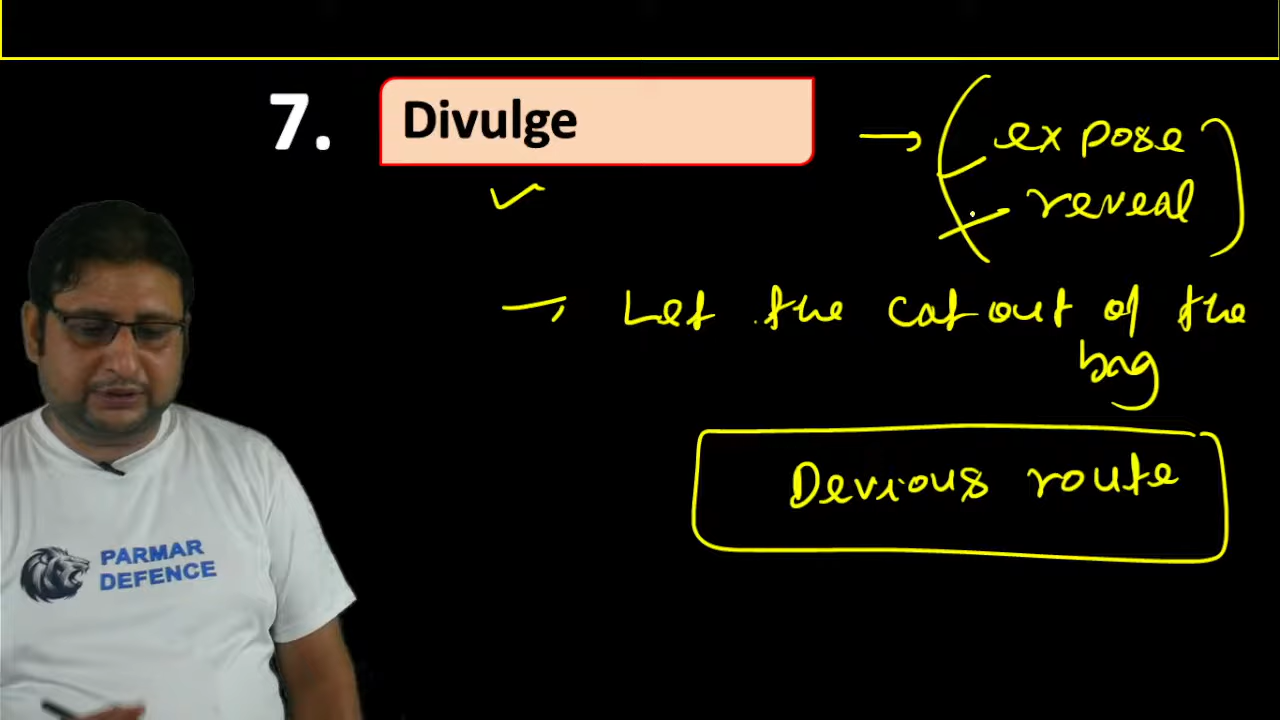 7. Divulge
expose
reveal
Let the cat out of the
bag
Devious route
PARMAR
DEFENCE